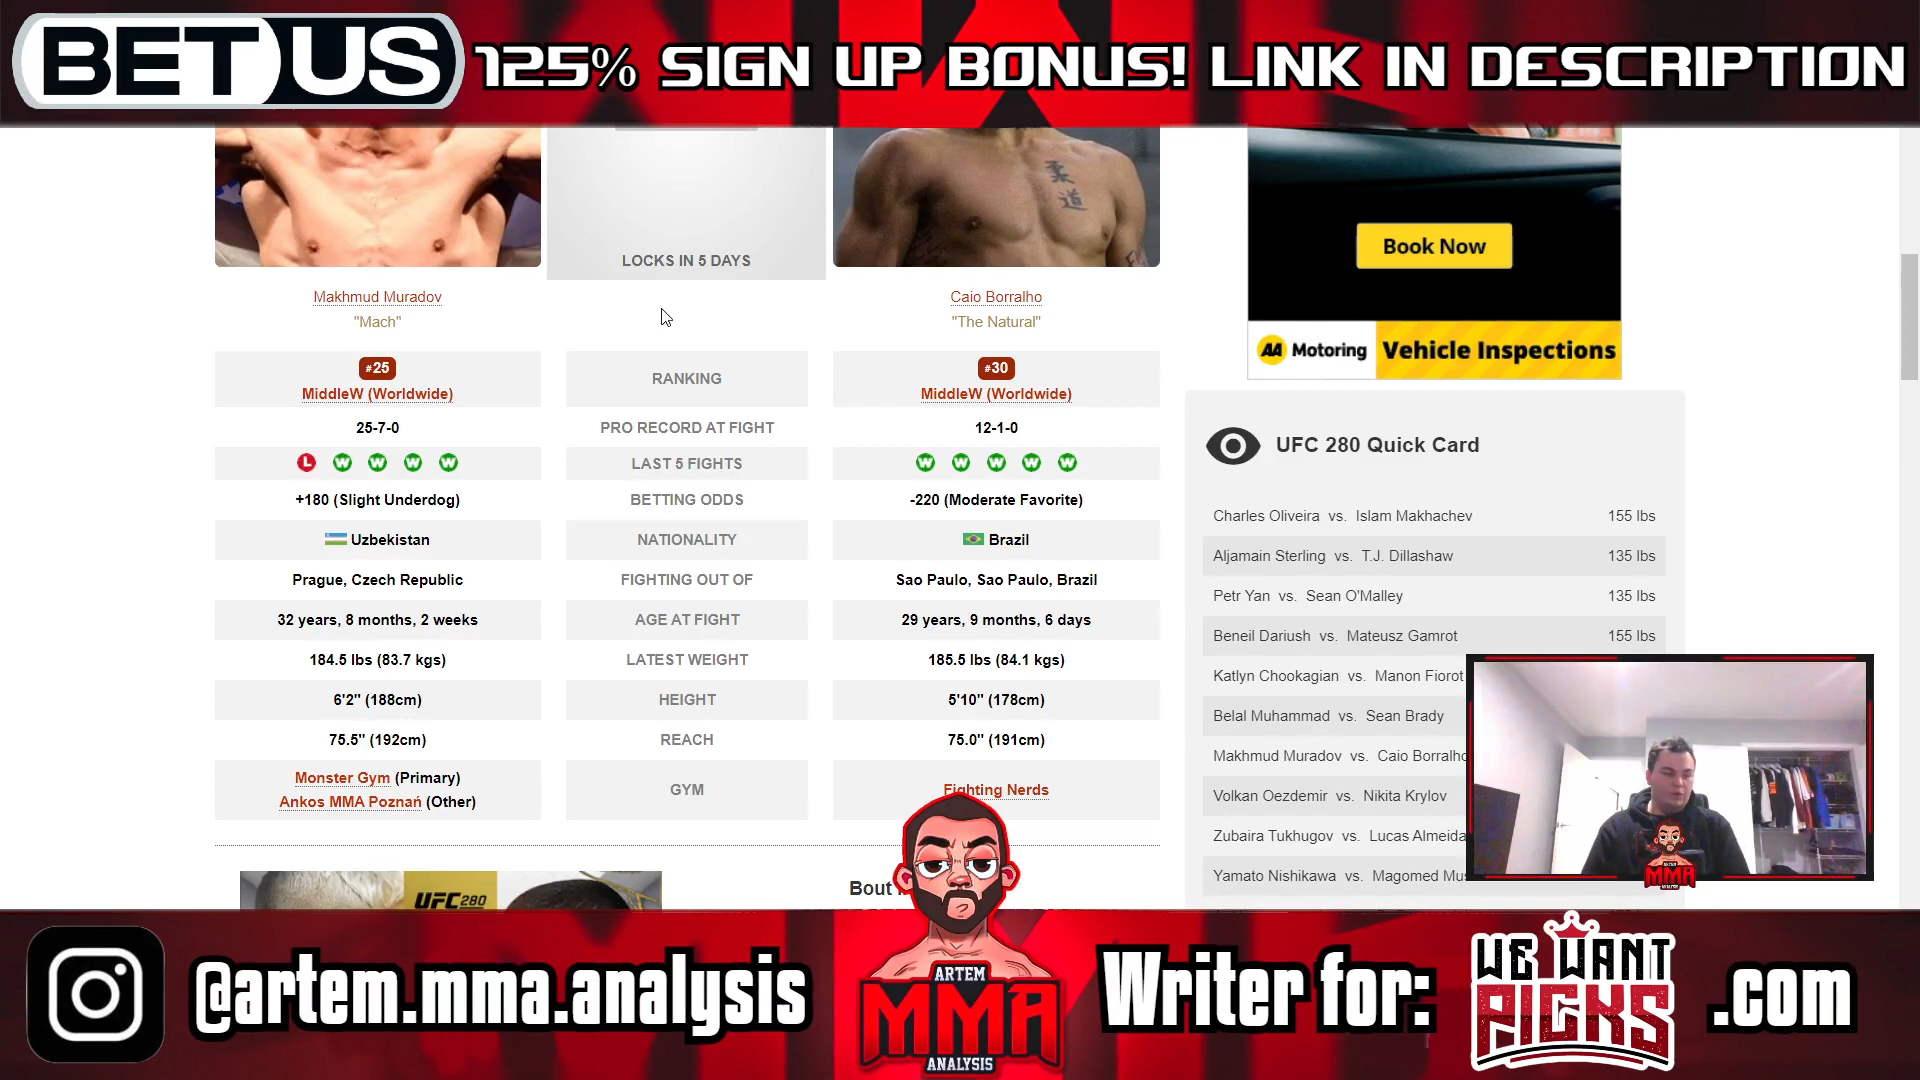 BETUS 125% SIGN UP BONUS! LINK IN DESCRIPTION
柔道
LOCKS IN 5 DAYS
Makhmud Muradov
"Mach"
Caio Borralho
"The Natural"
#25
MiddleW (Worldwide)
RANKING
#30
MiddleW (Worldwide)
25-7-0 PRO RECORD AT FIGHT 12-1-0
L W W W W LAST 5 FIGHTS W W W W W
+180 (Slight Underdog) BETTING ODDS -220 (Moderate Favorite)
Uzbekistan NATIONALITY Brazil
Prague, Czech Republic FIGHTING OUT OF Sao Paulo, Sao Paulo, Brazil
32 years, 8 months, 2 weeks AGE AT FIGHT 29 years, 9 months, 6 days
184.5 lbs (83.7 kgs) LATEST WEIGHT 185.5 lbs (84.1 kgs)
6'2" (188cm) HEIGHT 5'10" (178cm)
75.5" (192cm) REACH 75.0" (191cm)
Monster Gym (Primary)
Ankos MMA Poznań (Other)
GYM
Fighting Nerds
UFC 280
Bout
Book Now
AA Motoring Vehicle Inspections
UFC 280 Quick Card
Charles Oliveira vs. Islam Makhachev 155 lbs
Aljamain Sterling vs. T.J. Dillashaw 135 lbs
Petr Yan vs. Sean O'Malley 135 lbs
Beneil Dariush vs. Mateusz Gamrot 155 lbs
Katlyn Chookagian vs. Manon Fiorot
Belal Muhammad vs. Sean Brady
Makhmud Muradov vs. Caio Borralho
Volkan Oezdemir vs. Nikita Krylov
Zubaira Tukhugov vs. Lucas Almeida
Yamato Nishikawa vs. Magomed Mus
MMA
ANALYSIS
@artem.mma.analysis
ARTEM
MMA
ANALYSIS
Writer for:
WE WANT
PICKS
.com